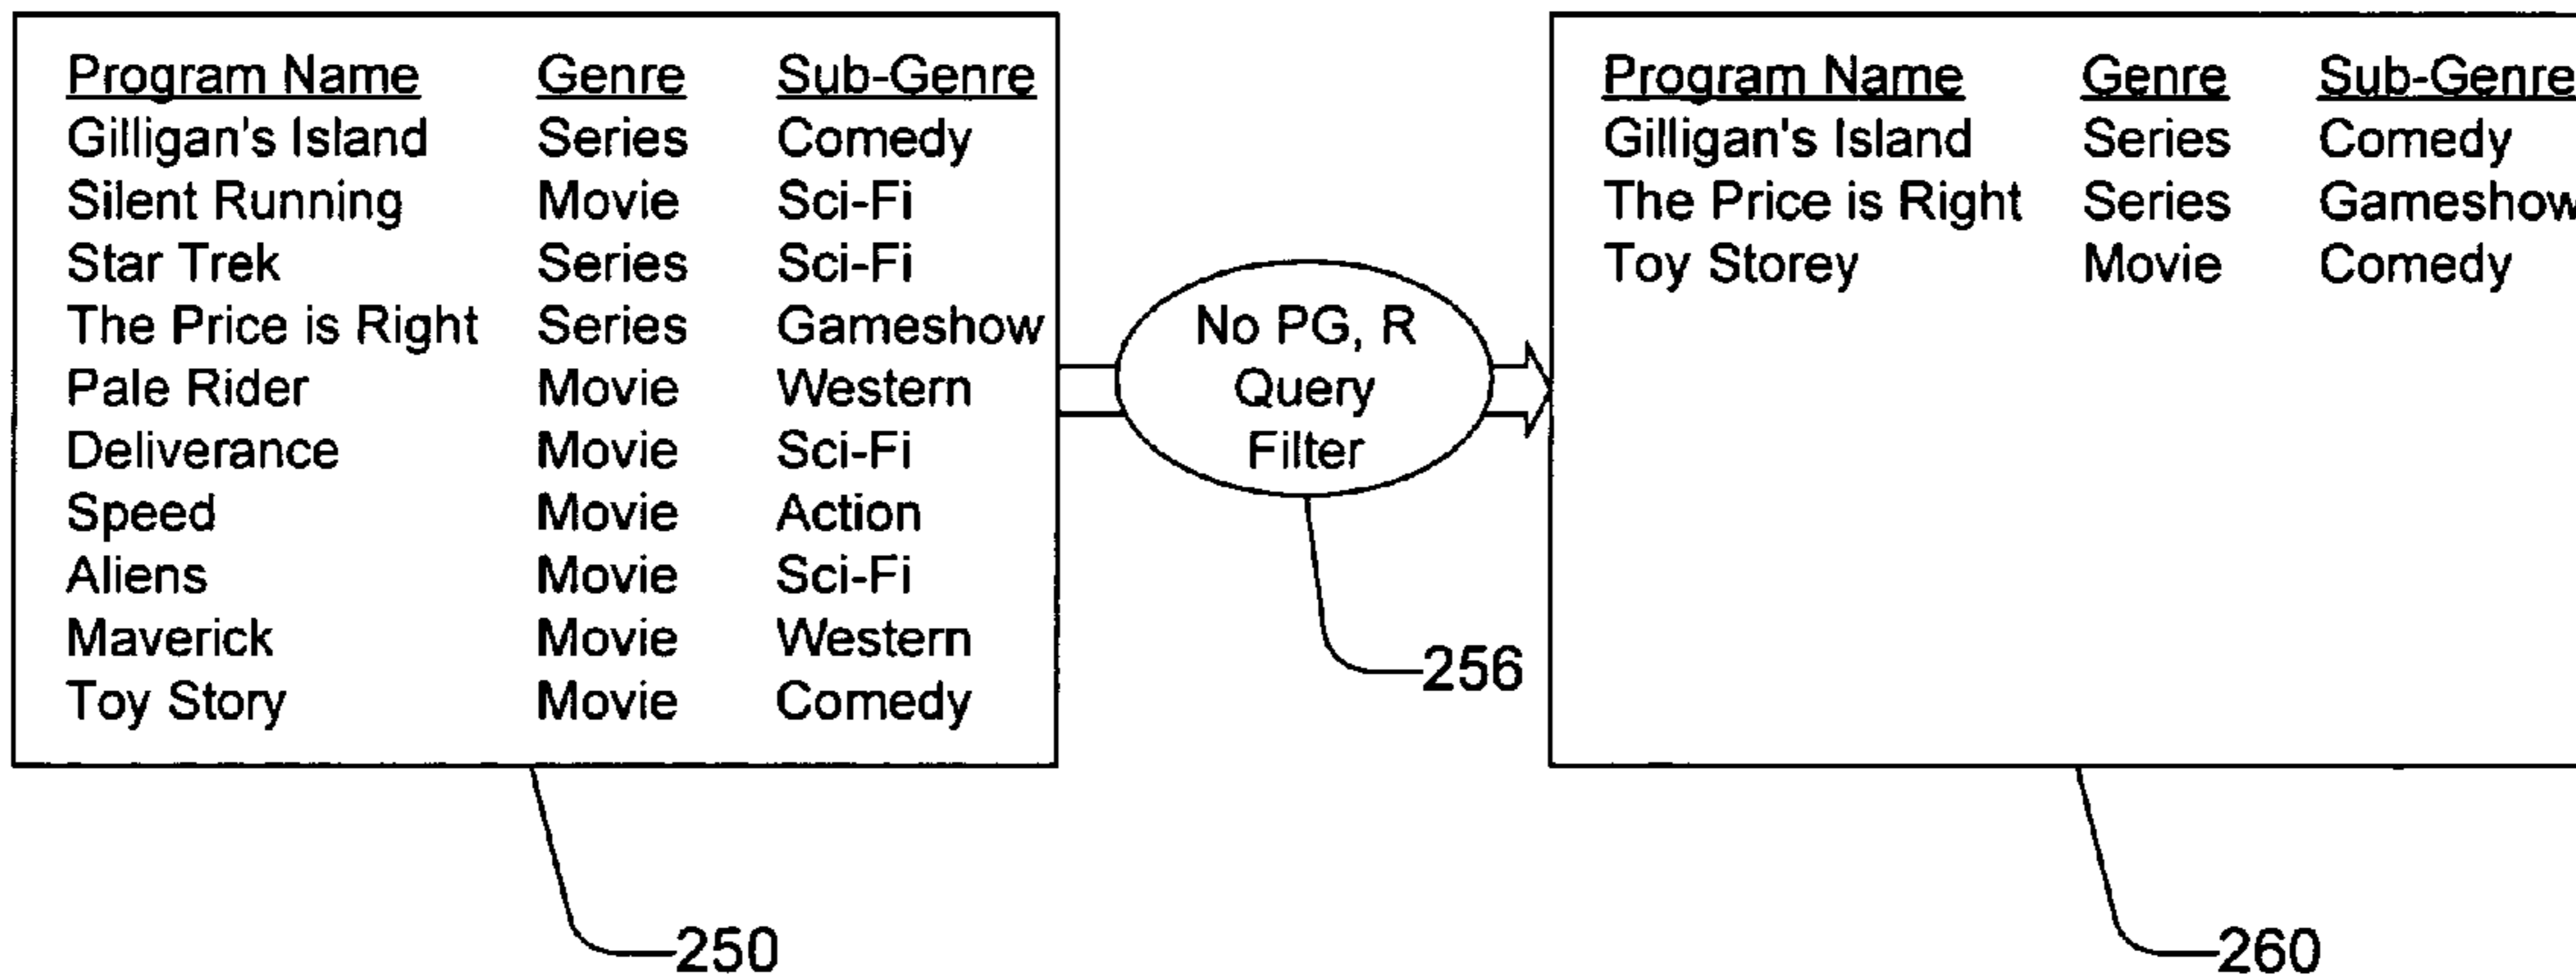 Program Name Genre Sub-Genre
Gilligan's Island Series Comedy
Silent Running Movie Sci-Fi
Star Trek Series Sci-Fi
The Price is Right Series Gameshow
Pale Rider Movie Western
Deliverance Movie Sci-Fi
Speed Movie Action
Aliens Movie Sci-Fi
Maverick Movie Western
Toy Story Movie Comedy
250
No PG, R
Query
Filter
256
Program Name Genre Sub-Genre
Gilligan's Island Series Comedy
The Price is Right Series Gameshow
Toy Storey Movie Comedy
260